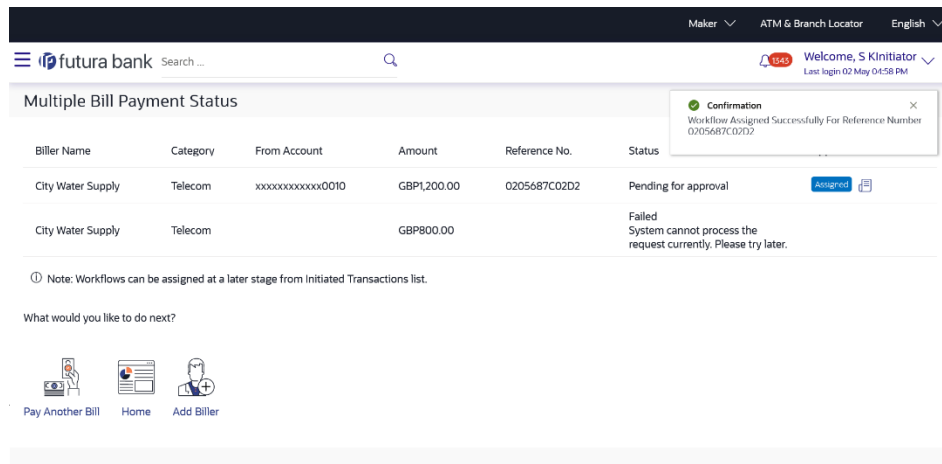 Maker ATM & Branch Locator English
futura bank Search ... 1343 Welcome, S KInitiator
Last login 02 May 04:58 PM
Multiple Bill Payment Status
Confirmation
Workflow Assigned Successfully For Reference Number
0205687C02D2
Biller Name Category From Account Amount Reference No. Status
City Water Supply Telecom xxxxxxxxxxxx0010 GBP1,200.00 0205687C02D2 Pending for approval Assigned
City Water Supply Telecom GBP800.00 Failed
System cannot process the
request currently. Please try later.
Note: Workflows can be assigned at a later stage from Initiated Transactions list.
What would you like to do next?
Pay Another Bill Home Add Biller